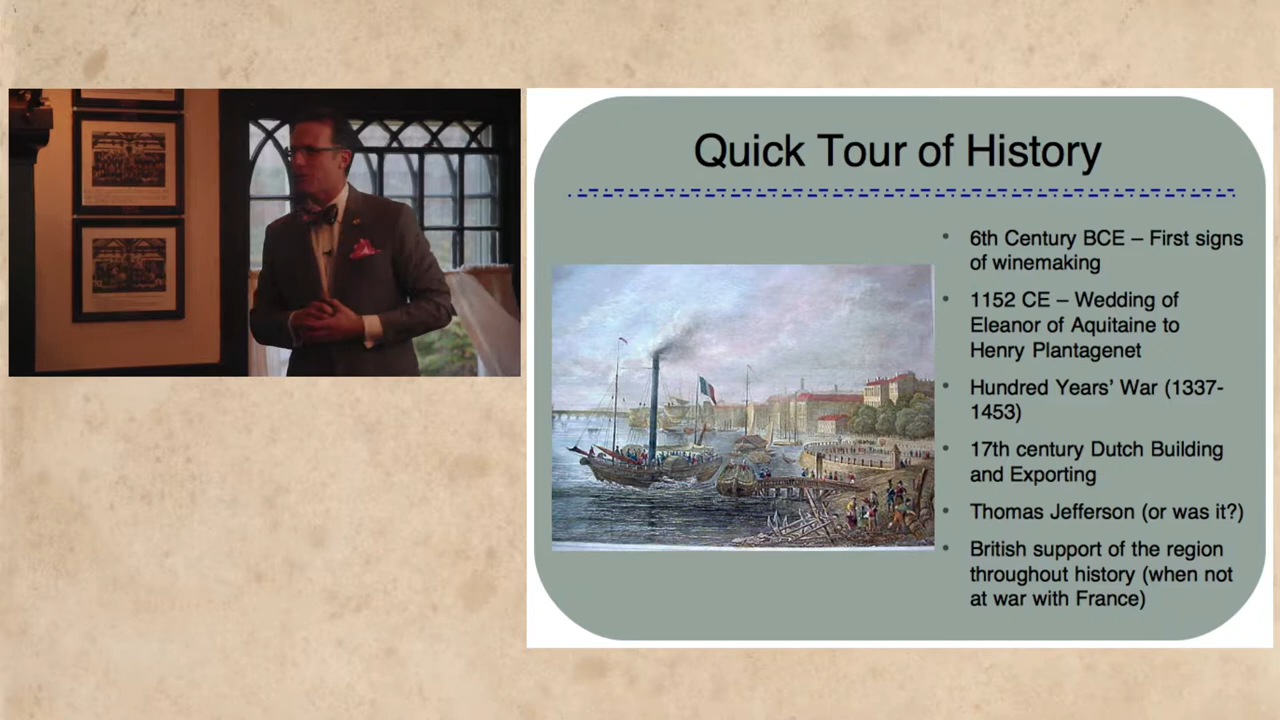 Quick Tour of History
• 6th Century BCE – First signs
of winemaking
• 1152 CE – Wedding of
Eleanor of Aquitaine to
Henry Plantagenet
• Hundred Years’ War (1337-
1453)
• 17th century Dutch Building
and Exporting
• Thomas Jefferson (or was it?)
• British support of the region
throughout history (when not
at war with France)